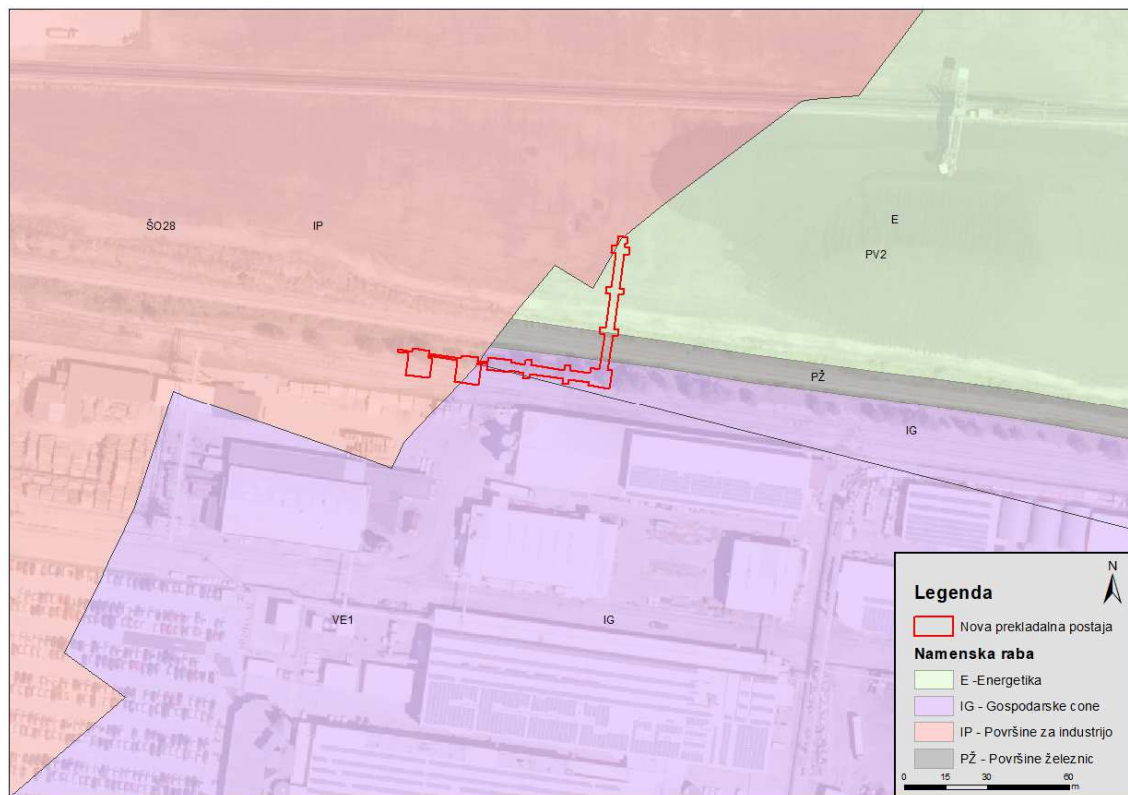 E
ŠO28
IP
PV2
PŽ
IG
VE1
IG
N
Legenda
Nova prekladalna postaja
Namenska raba
E -Energetika
IG - Gospodarske cone
IP - Površine za industrijo
PŽ - Površine železnic
0 15 30 60
m